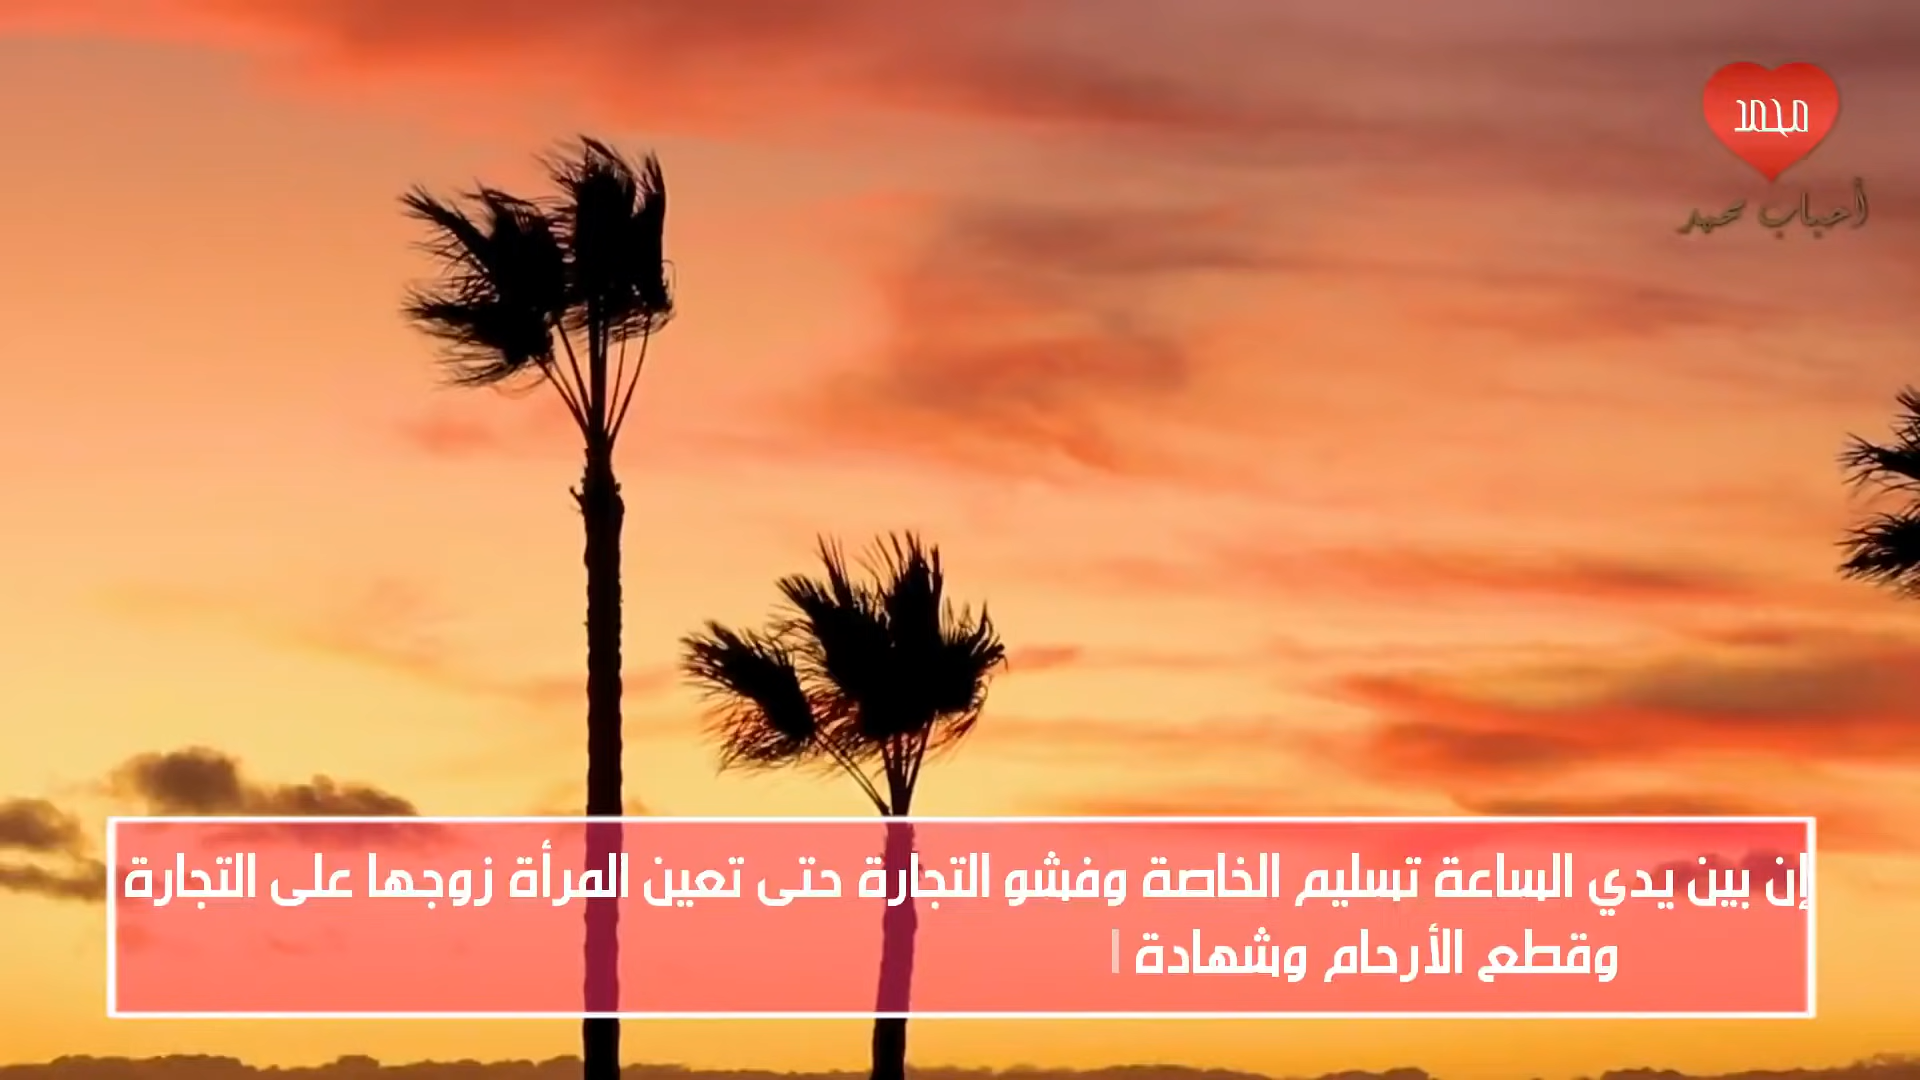 محمد
أحباب محمد
إن بين يدي الساعة تسليم الخاصة وفشو التجارة حتى تعين المرأة زوجها على التجارة
وقطع الأرحام وشهادة ا